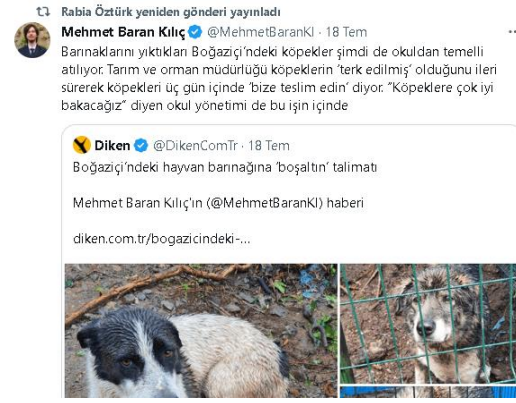 Rabia Öztürk yeniden gönderi yayınladı
Mehmet Baran Kılıç @MehmetBaranKl · 18 Tem
Barınaklarını yıktıkları Boğaziçi'ndeki köpekler şimdi de okuldan temelli
atılıyor. Tarım ve orman müdürlüğü köpeklerin 'terk edilmiş' olduğunu ileri
sürerek köpekleri üç gün içinde 'bize teslim edin' diyor. "Köpeklere çok iyi
bakacağız" diyen okul yönetimi de bu işin içinde
Diken @DikenComTr · 18 Tem
Boğaziçi'ndeki hayvan barınağına 'boşaltın' talimatı
Mehmet Baran Kılıç'ın (@MehmetBaranKl) haberi
diken.com.tr/bogazicindeki-...